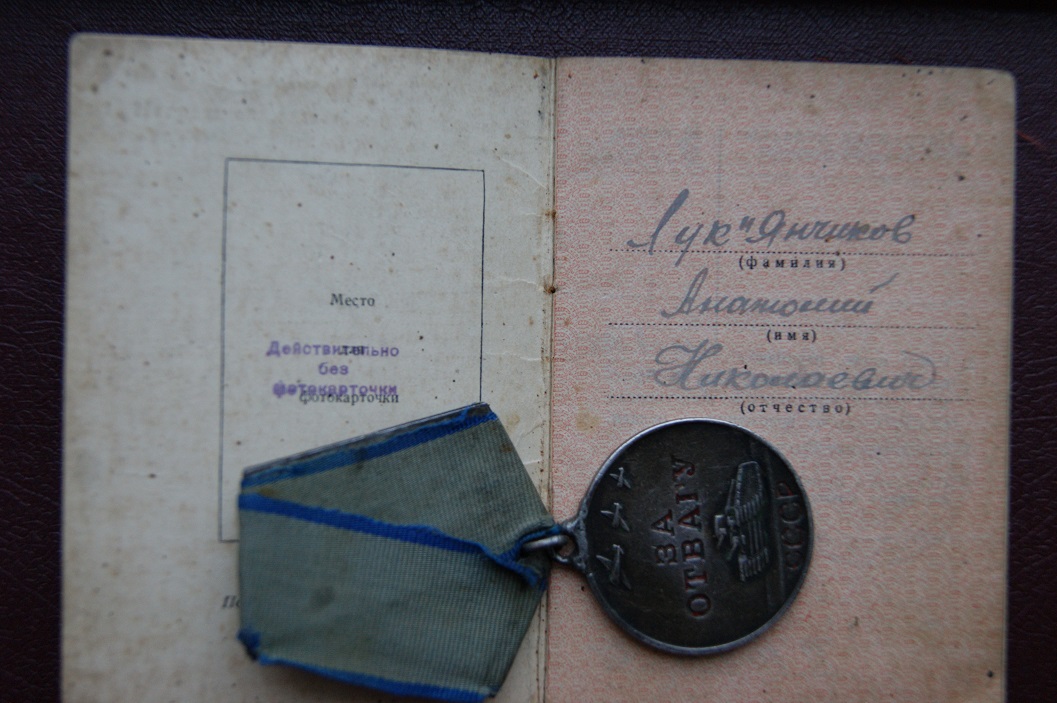 Место
для
фотокарточки
Действительно
без
фотокарточки
Лук"янчиков
(фамилия)
Анатолий
(имя)
Николаевич
(отчество)
ЗА
ОТВАГУ
СССР